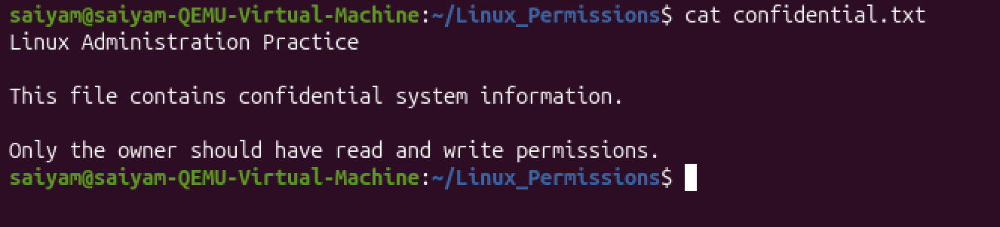 saiyam@saiyam-QEMU-Virtual-Machine:~/Linux_Permissions$ cat confidential.txt
Linux Administration Practice
This file contains confidential system information.
Only the owner should have read and write permissions.
saiyam@saiyam-QEMU-Virtual-Machine:~/Linux_Permissions$